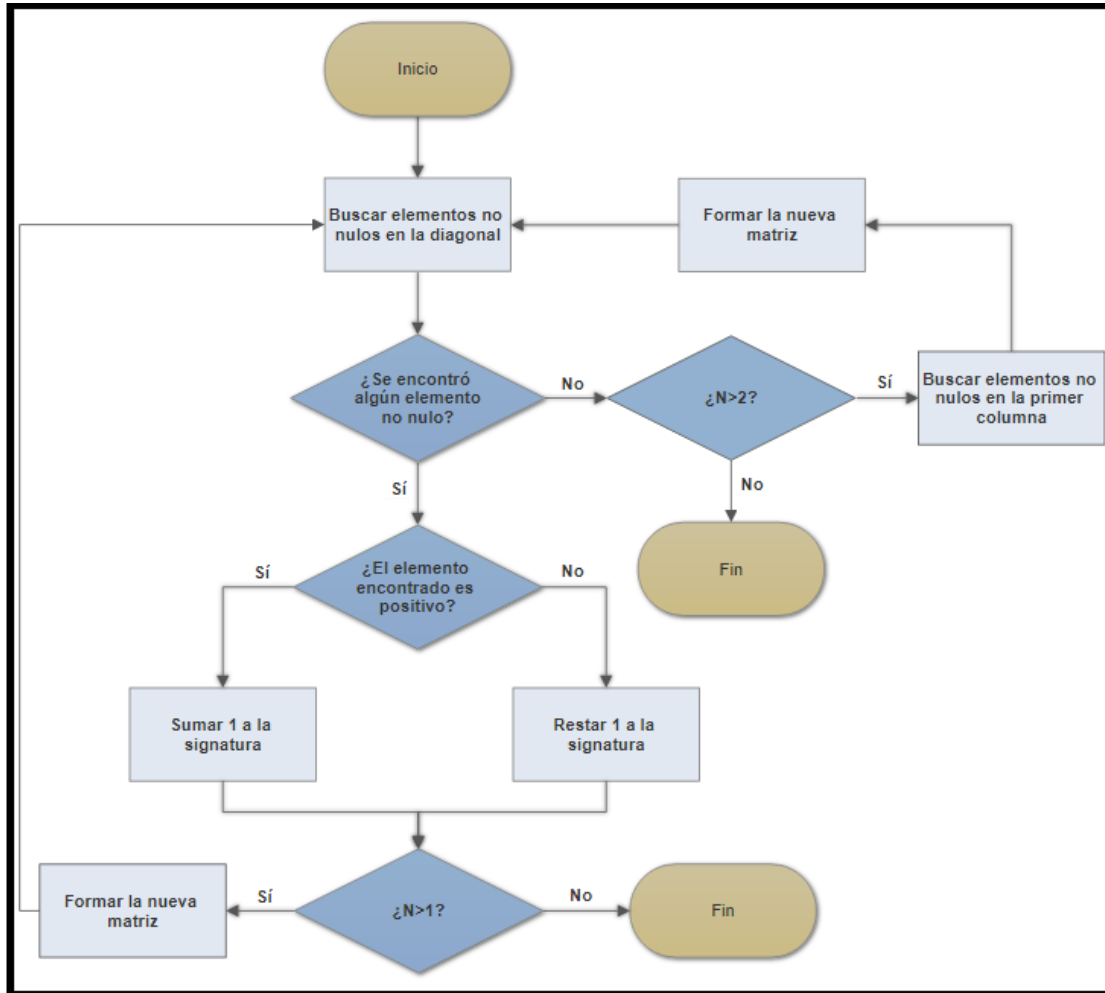 Inicio
Buscar elementos no
nulos en la diagonal
Formar la nueva
matriz
¿Se encontró
algún elemento
no nulo?
No
¿N>2?
Sí
Buscar elementos no
nulos en la primer
columna
Sí
No
Fin
¿El elemento
encontrado es
positivo?
Sí
No
Sumar 1 a la
signatura
Restar 1 a la
signatura
Formar la nueva
matriz
Sí
¿N>1?
No
Fin